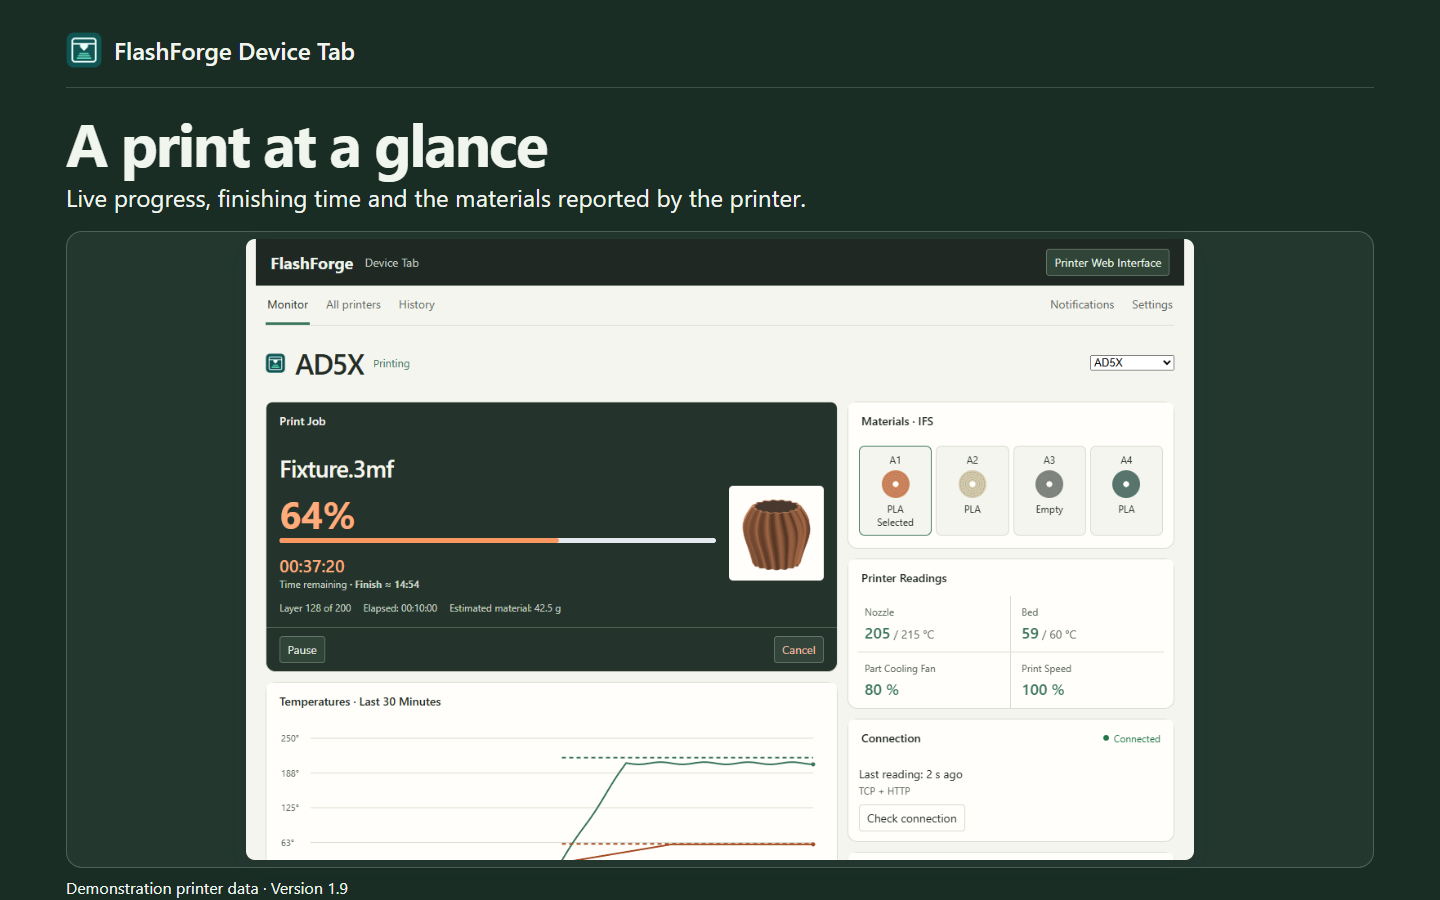 FlashForge Device Tab
A print at a glance
Live progress, finishing time and the materials reported by the printer.
FlashForge Device Tab
Printer Web Interface
Monitor All printers History
Notifications Settings
AD5X Printing
AD5X
Print Job
Fixture.3mf
64%
00:37:20
Time remaining · Finish ≈ 14:54
Layer 128 of 200 Elapsed: 00:10:00 Estimated material: 42.5 g
Pause
Cancel
Materials · IFS
A1 A2 A3 A4
PLA PLA Empty PLA
Selected
Printer Readings
Nozzle Bed
205 / 215 °C 59 / 60 °C
Part Cooling Fan Print Speed
80 % 100 %
Temperatures · Last 30 Minutes
250°
188°
125°
63°
Connection
Connected
Last reading: 2 s ago
TCP + HTTP
Check connection
Demonstration printer data · Version 1.9